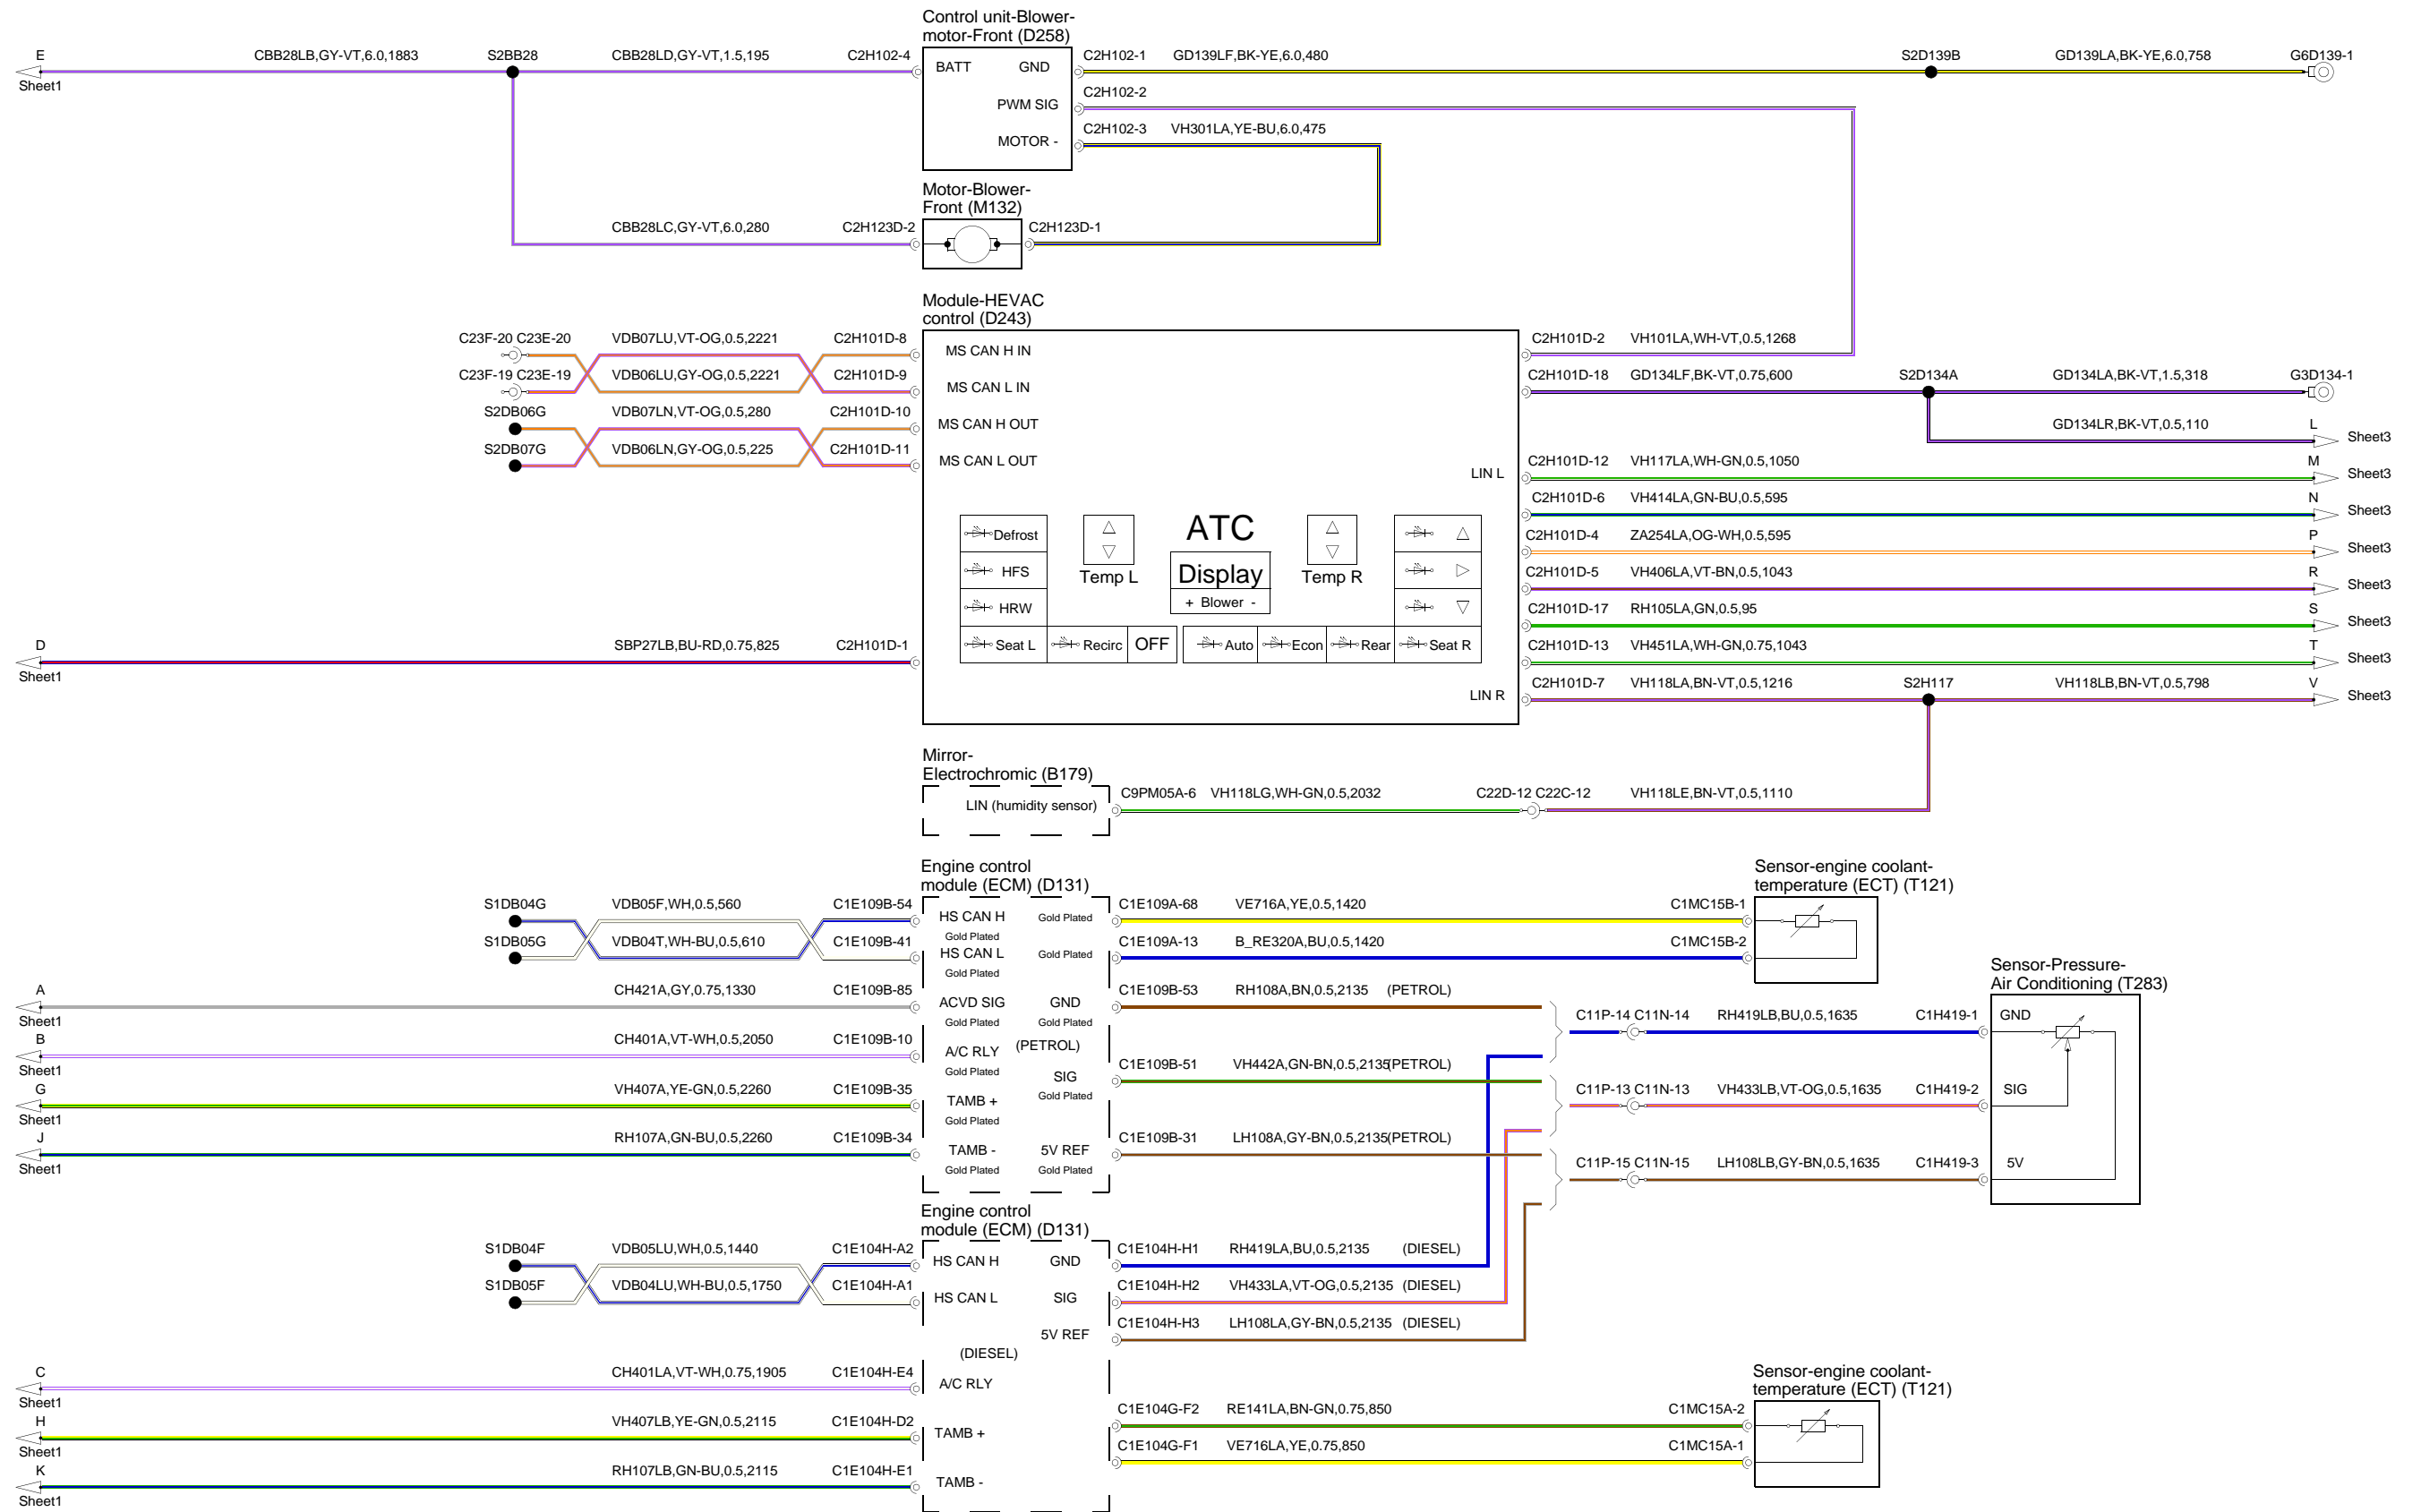 Control unit-Blower-
motor-Front (D258)
E
CBB28LB,GY-VT,6.0,1883
S2BB28
CBB28LD,GY-VT,1.5,195
C2H102-4
BATT
GND
C2H102-1
GD139LF,BK-YE,6.0,480
S2D139B
GD139LA,BK-YE,6.0,758
G6D139-1
Sheet1
PWM SIG
C2H102-2
MOTOR -
C2H102-3
VH301LA,YE-BU,6.0,475
Motor-Blower-
Front (M132)
CBB28LC,GY-VT,6.0,280
C2H123D-2
C2H123D-1
Module-HEVAC
control (D243)
C23F-20 C23E-20
VDB07LU,VT-OG,0.5,2221
C2H101D-8
MS CAN H IN
C2H101D-2
VH101LA,WH-VT,0.5,1268
C23F-19 C23E-19
VDB06LU,GY-OG,0.5,2221
C2H101D-9
MS CAN L IN
C2H101D-18
GD134LF,BK-VT,0.75,600
S2D134A
GD134LA,BK-VT,1.5,318
G3D134-1
S2DB06G
VDB07LN,VT-OG,0.5,280
C2H101D-10
MS CAN H OUT
GD134LR,BK-VT,0.5,110
L
Sheet3
S2DB07G
VDB06LN,GY-OG,0.5,225
C2H101D-11
MS CAN L OUT
LIN L
C2H101D-12
VH117LA,WH-GN,0.5,1050
M
Sheet3
C2H101D-6
VH414LA,GN-BU,0.5,595
N
Sheet3
ATC
Defrost
C2H101D-4
ZA254LA,OG-WH,0.5,595
P
Sheet3
HFS
Temp L
Display
Temp R
C2H101D-5
VH406LA,VT-BN,0.5,1043
R
Sheet3
HRW
+ Blower -
C2H101D-17
RH105LA,GN,0.5,95
S
Sheet3
D
SBP27LB,BU-RD,0.75,825
C2H101D-1
Seat L
Recirc
OFF
Auto
Econ
Rear
Seat R
C2H101D-13
VH451LA,WH-GN,0.75,1043
T
Sheet3
Sheet1
LIN R
C2H101D-7
VH118LA,BN-VT,0.5,1216
S2H117
VH118LB,BN-VT,0.5,798
V
Sheet3
Mirror-
Electrochromic (B179)
LIN (humidity sensor)
C9PM05A-6
VH118LG,WH-GN,0.5,2032
C22D-12 C22C-12
VH118LE,BN-VT,0.5,1110
Engine control
module (ECM) (D131)
Sensor-engine coolant-
temperature (ECT) (T121)
S1DB04G
VDB05F,WH,0.5,560
C1E109B-54
HS CAN H
Gold Plated
Gold Plated
C1E109A-68
VE716A,YE,0.5,1420
C1MC15B-1
S1DB05G
VDB04T,WH-BU,0.5,610
C1E109B-41
HS CAN L
Gold Plated
Gold Plated
C1E109A-13
B_RE320A,BU,0.5,1420
C1MC15B-2
Sensor-Pressure-
Air Conditioning (T283)
A
CH421A,GY,0.75,1330
C1E109B-85
ACVD SIG
Gold Plated
GND
Gold Plated
C1E109B-53
RH108A,BN,0.5,2135
(PETROL)
Sheet1
C11P-14 C11N-14
RH419LB,BU,0.5,1635
C1H419-1
GND
B
CH401A,VT-WH,0.5,2050
C1E109B-10
A/C RLY
Gold Plated
(PETROL)
Sheet1
SIG
Gold Plated
C1E109B-51
VH442A,GN-BN,0.5,2135
(PETROL)
G
VH407A,YE-GN,0.5,2260
C1E109B-35
TAMB +
Gold Plated
Sheet1
C11P-13 C11N-13
VH433LB,VT-OG,0.5,1635
C1H419-2
SIG
J
RH107A,GN-BU,0.5,2260
C1E109B-34
TAMB -
Gold Plated
5V REF
Gold Plated
C1E109B-31
LH108A,GY-BN,0.5,2135
(PETROL)
Sheet1
C11P-15 C11N-15
LH108LB,GY-BN,0.5,1635
C1H419-3
5V
Engine control
module (ECM) (D131)
S1DB04F
VDB05LU,WH,0.5,1440
C1E104H-A2
HS CAN H
GND
C1E104H-H1
RH419LA,BU,0.5,2135
(DIESEL)
S1DB05F
VDB04LU,WH-BU,0.5,1750
C1E104H-A1
HS CAN L
SIG
C1E104H-H2
VH433LA,VT-OG,0.5,2135
(DIESEL)
5V REF
C1E104H-H3
LH108LA,GY-BN,0.5,2135
(DIESEL)
(DIESEL)
C
CH401LA,VT-WH,0.75,1905
C1E104H-E4
A/C RLY
Sheet1
Sensor-engine coolant-
temperature (ECT) (T121)
H
VH407LB,YE-GN,0.5,2115
C1E104H-D2
TAMB +
C1E104G-F2
RE141LA,BN-GN,0.75,850
C1MC15A-2
Sheet1
C1E104G-F1
VE716LA,YE,0.75,850
C1MC15A-1
K
RH107LB,GN-BU,0.5,2115
C1E104H-E1
TAMB -
Sheet1